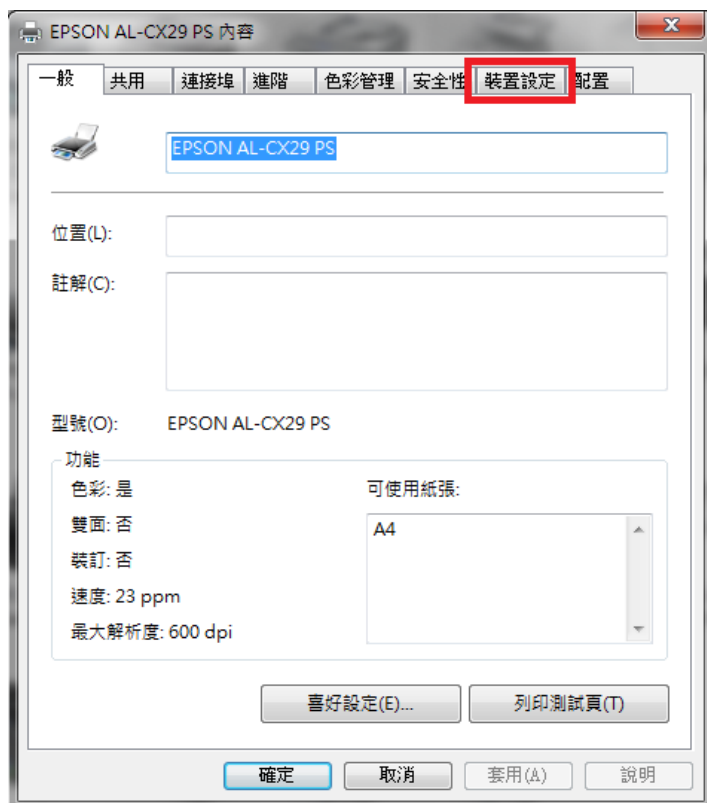 EPSON AL-CX29 PS 內容
一般 共用 連接埠 進階 色彩管理 安全性 裝置設定 配置
EPSON AL-CX29 PS
位置(L):
註解(C):
型號(O): EPSON AL-CX29 PS
功能
色彩: 是 可使用紙張:
雙面: 否 A4
裝訂: 否
速度: 23 ppm
最大解析度: 600 dpi
喜好設定(E)... 列印測試頁(T)
確定 取消 套用(A) 說明